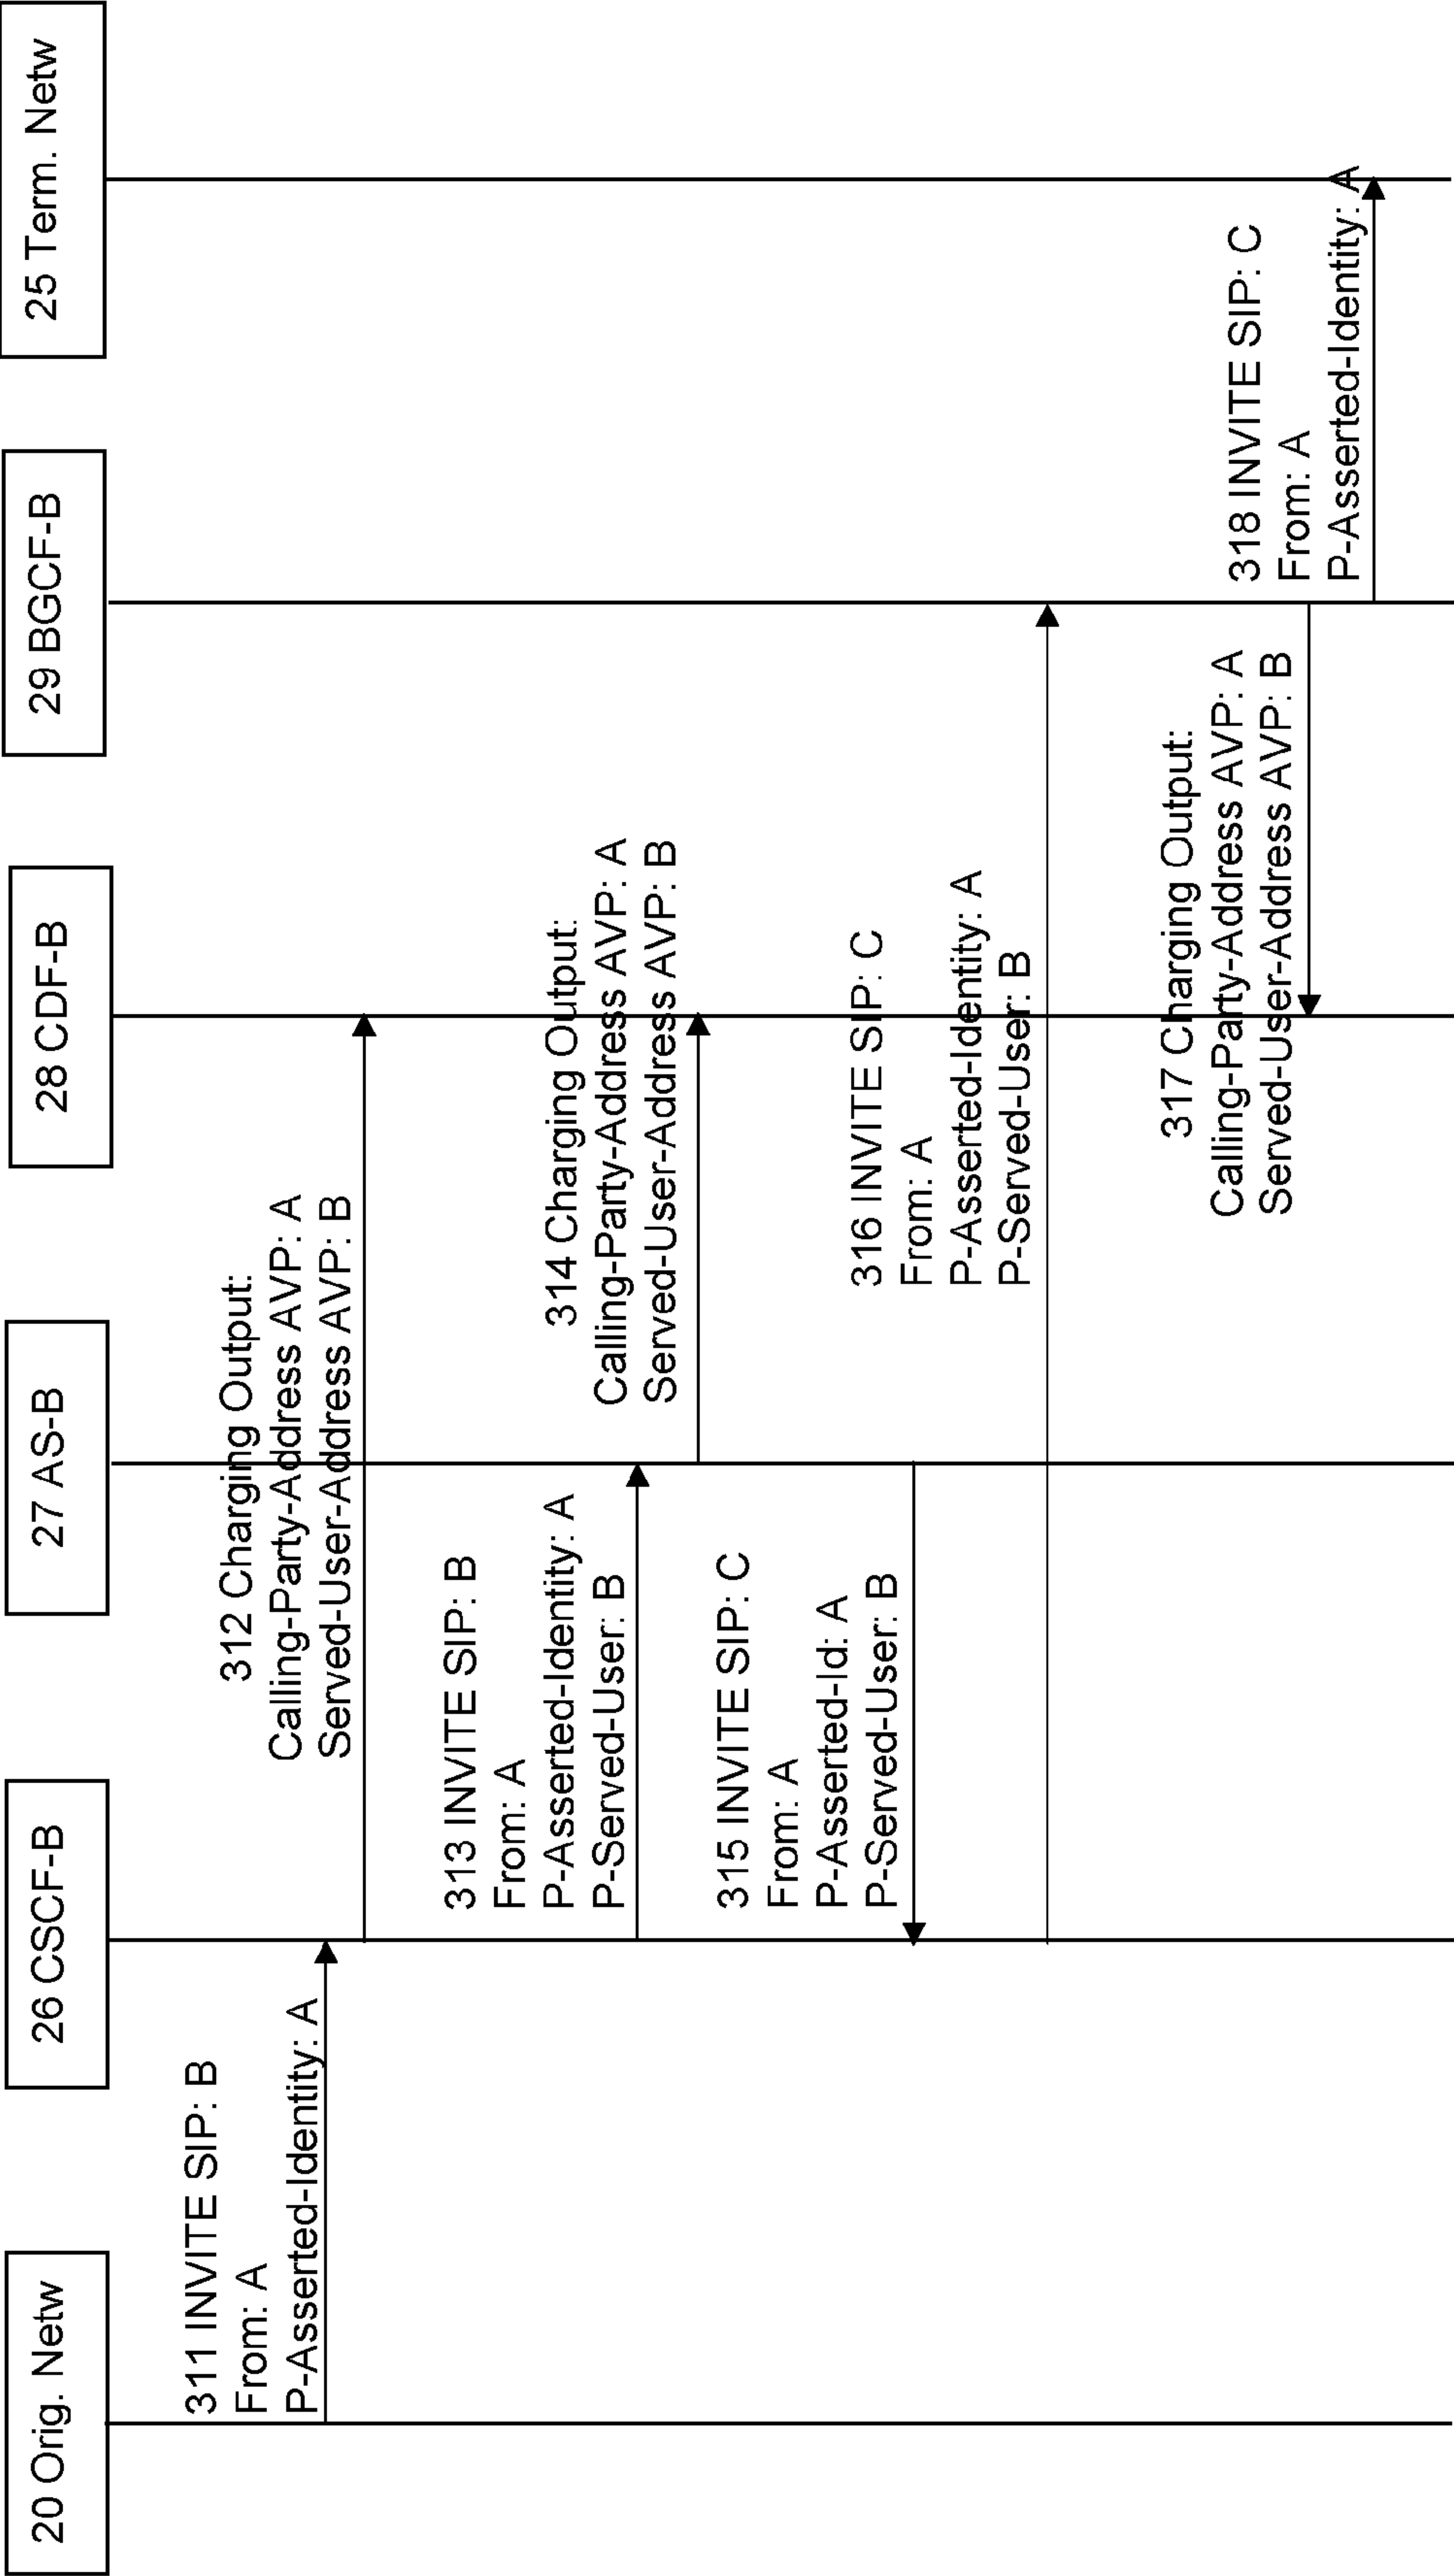 20 Orig. Netw
26 CSCF-B
27 AS-B
28 CDF-B
29 BGCF-B
25 Term. Netw
311 INVITE SIP: B
From: A
P-Asserted-Identity: A
312 Charging Output:
Calling-Party-Address AVP: A
Served-User-Address AVP: B
313 INVITE SIP: B
From: A
P-Asserted-Identity: A
P-Served-User: B
314 Charging Output:
Calling-Party-Address AVP: A
Served-User-Address AVP: B
315 INVITE SIP: C
From: A
P-Asserted-Id: A
P-Served-User: B
316 INVITE SIP: C
From: A
P-Asserted-Identity: A
P-Served-User: B
317 Charging Output:
Calling-Party-Address AVP: A
Served-User-Address AVP: B
318 INVITE SIP: C
From: A
P-Asserted-Identity: A